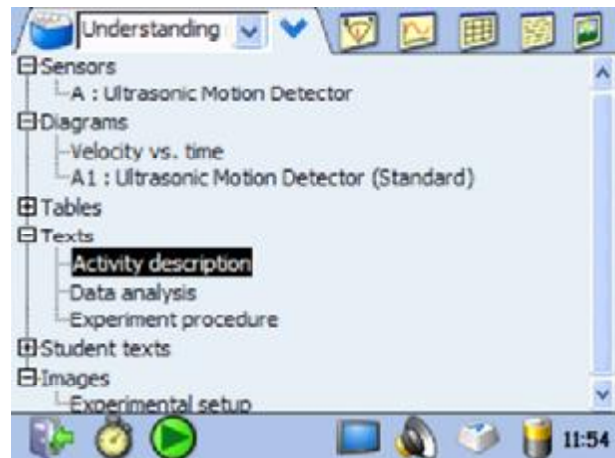 Understanding
Sensors
A : Ultrasonic Motion Detector
Diagrams
Velocity vs. time
A1 : Ultrasonic Motion Detector (Standard)
Tables
Texts
Activity description
Data analysis
Experiment procedure
Student texts
Images
Experimental setup
11:54